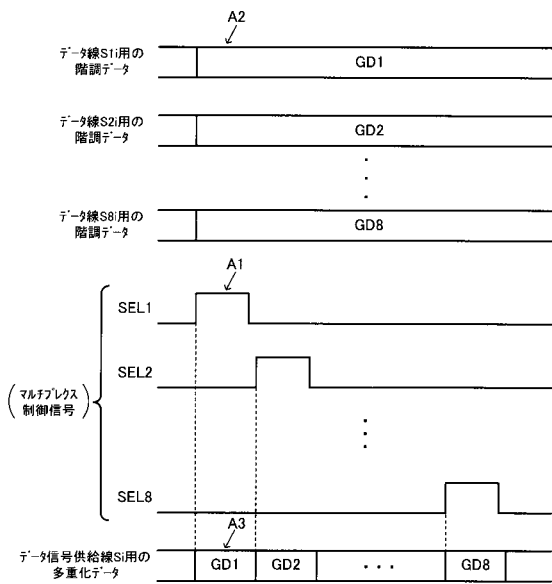 A2
データ線S1i用の
階調データ
GD1
データ線S2i用の
階調データ
GD2
データ線S8i用の
階調データ
GD8
A1
SEL1
SEL2
(マルチプレクス
制御信号)
SEL8
A3
データ信号供給線Si用の
多重化データ
GD1 GD2 ・・・ GD8